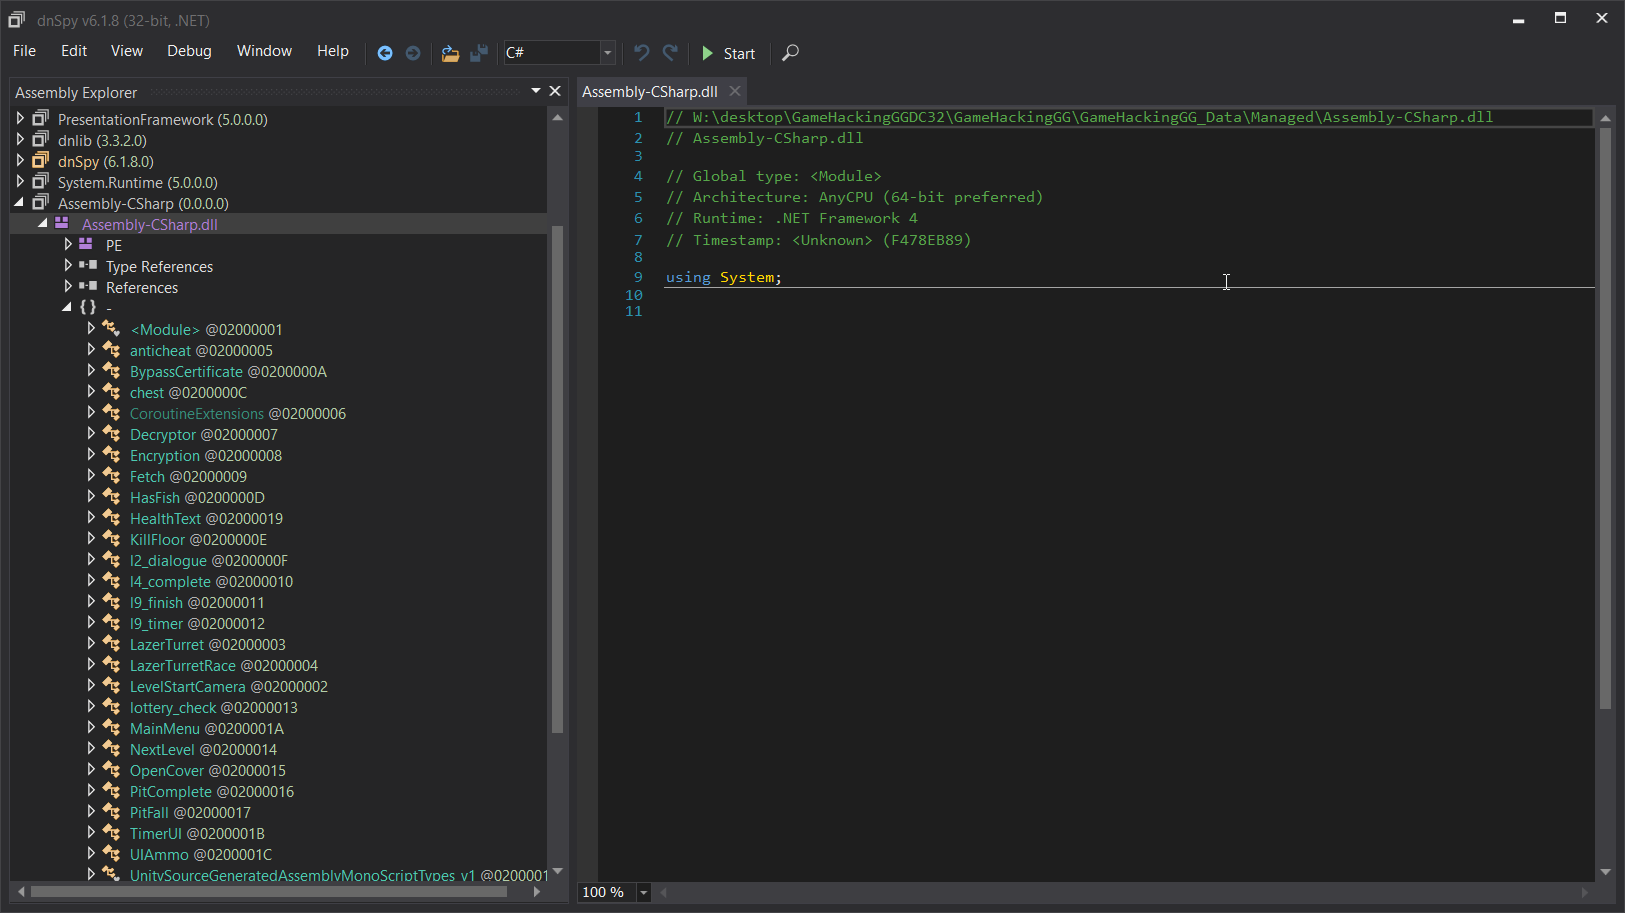 dnSpy v6.1.8 (32-bit, .NET)
File Edit View Debug Window Help C# Start
Assembly Explorer
PresentationFramework (5.0.0.0)
dnlib (3.3.2.0)
dnSpy (6.1.8.0)
System.Runtime (5.0.0.0)
Assembly-CSharp (0.0.0.0)
Assembly-CSharp.dll
PE
Type References
References
{ } -
<Module> @02000001
anticheat @02000005
BypassCertificate @0200000A
chest @0200000C
CoroutineExtensions @02000006
Decryptor @02000007
Encryption @02000008
Fetch @02000009
HasFish @0200000D
HealthText @02000019
KillFloor @0200000E
l2_dialogue @0200000F
l4_complete @02000010
l9_finish @02000011
l9_timer @02000012
LazerTurret @02000003
LazerTurretRace @02000004
LevelStartCamera @02000002
lottery_check @02000013
MainMenu @0200001A
NextLevel @02000014
OpenCover @02000015
PitComplete @02000016
PitFall @02000017
TimerUI @0200001B
UIAmmo @0200001C
UnitySourceGeneratedAssemblyMonoScriptTypes_v1 @0200001
Assembly-CSharp.dll
1 // W:\desktop\GameHackingGGDC32\GameHackingGG\GameHackingGG_Data\Managed\Assembly-CSharp.dll
2 // Assembly-CSharp.dll
3
4 // Global type: <Module>
5 // Architecture: AnyCPU (64-bit preferred)
6 // Runtime: .NET Framework 4
7 // Timestamp: <Unknown> (F478EB89)
8
9 using System;
10
11
100 %